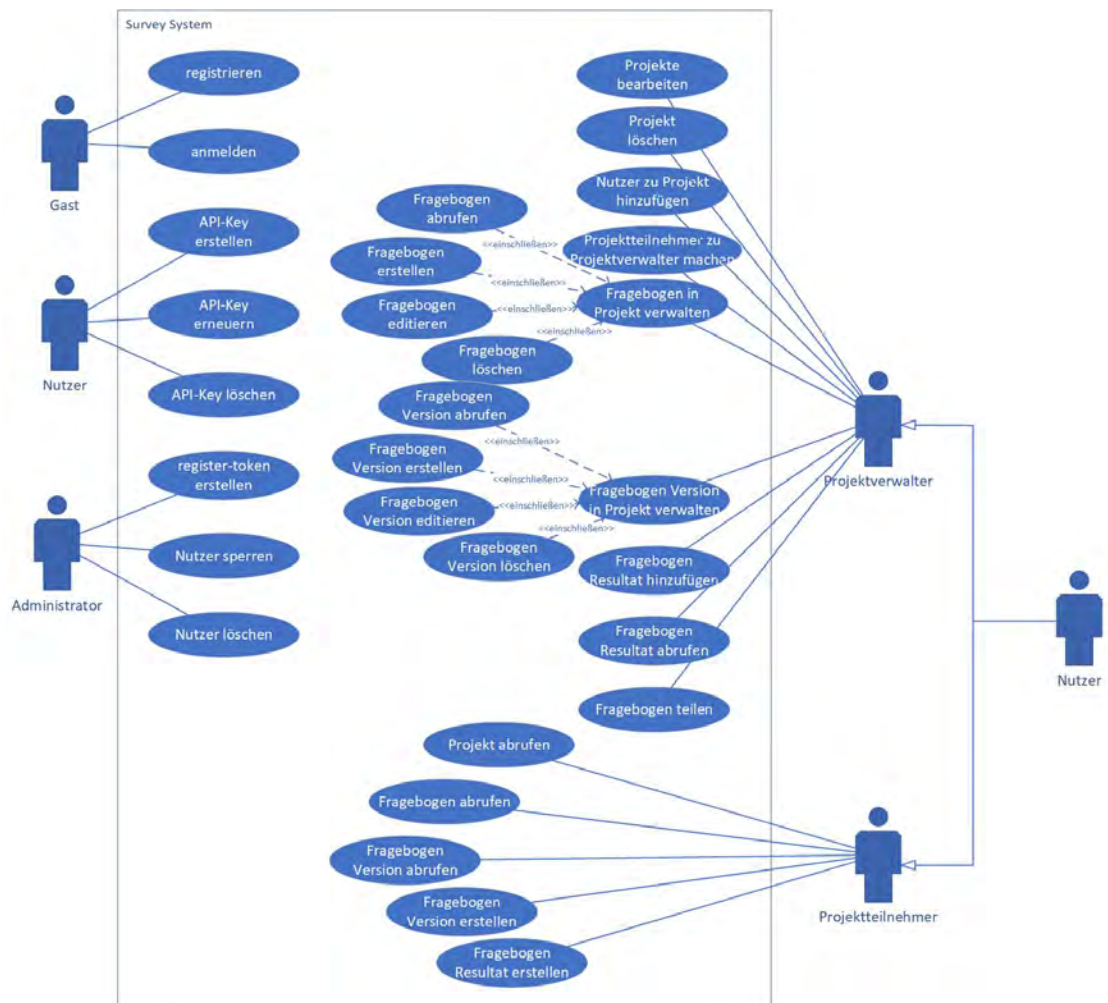 Survey System
registrieren
anmelden
Gast
API-Key
erstellen
API-Key
erneuern
API-Key löschen
Nutzer
register-token
erstellen
Nutzer sperren
Nutzer löschen
Administrator
Projekte
bearbeiten
Projekt
löschen
Nutzer zu Projekt
hinzufügen
Projektteilnehmer zu
Projektverwalter machen
Fragebogen
abrufen
<<einschließen>>
Fragebogen
erstellen
<<einschließen>>
Fragebogen in
Projekt verwalten
Fragebogen
editieren
<<einschließen>>
<<einschließen>>
Fragebogen
löschen
Fragebogen
Version abrufen
<<einschließen>>
Fragebogen
Version erstellen
<<einschließen>>
Fragebogen Version
in Projekt verwalten
Fragebogen
Version editieren
<<einschließen>>
<<einschließen>>
Fragebogen
Version löschen
Fragebogen
Resultat hinzufügen
Fragebogen
Resultat abrufen
Fragebogen teilen
Projektverwalter
Nutzer
Projekt abrufen
Fragebogen abrufen
Fragebogen
Version abrufen
Fragebogen
Version erstellen
Fragebogen
Resultat erstellen
Projektteilnehmer